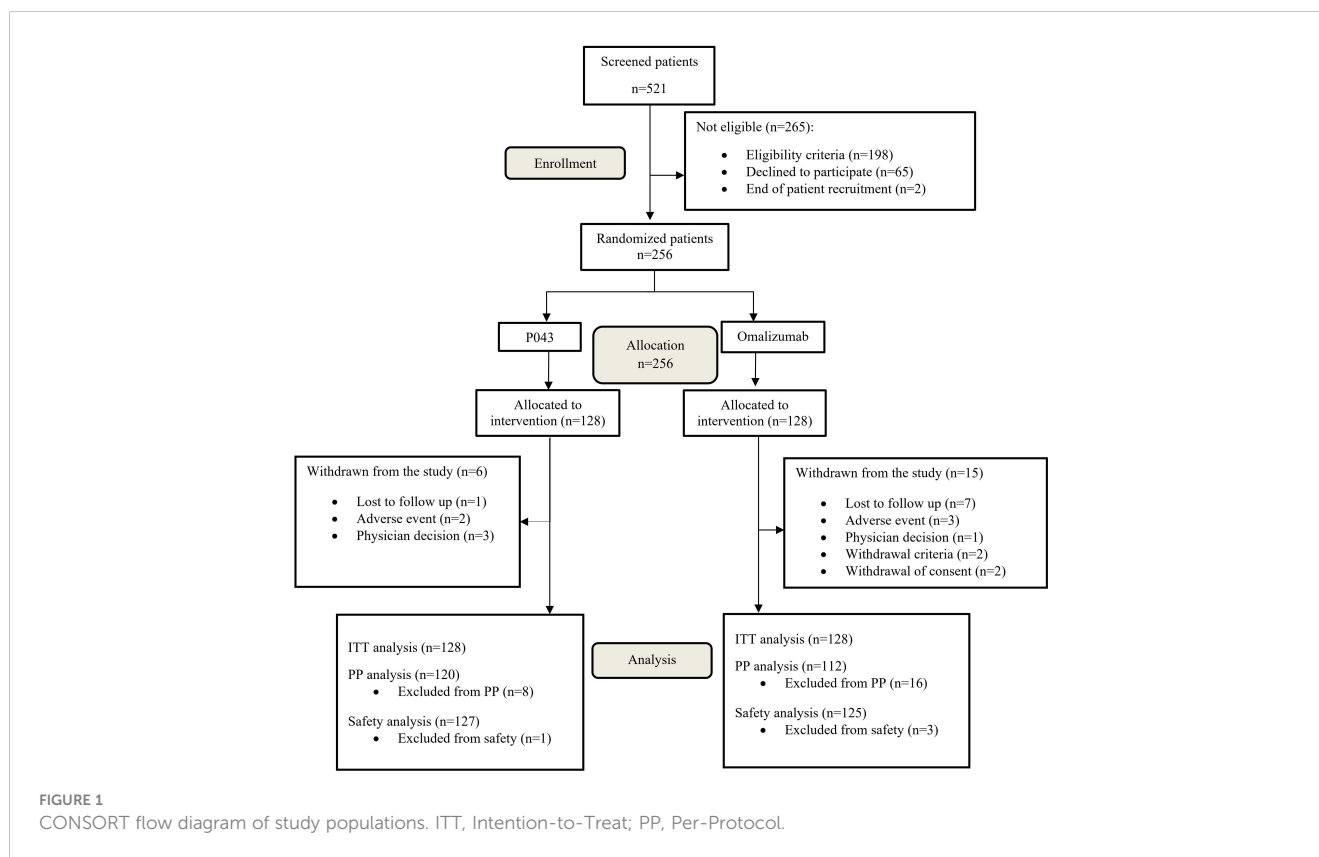 Screened patients
n=521
Not eligible (n=265):
• Eligibility criteria (n=198)
• Declined to participate (n=65)
• End of patient recruitment (n=2)
Enrollment
Randomized patients
n=256
P043
Allocation
n=256
Omalizumab
Allocated to
intervention (n=128)
Allocated to
intervention (n=128)
Withdrawn from the study (n=6)
• Lost to follow up (n=1)
• Adverse event (n=2)
• Physician decision (n=3)
Withdrawn from the study (n=15)
• Lost to follow up (n=7)
• Adverse event (n=3)
• Physician decision (n=1)
• Withdrawal criteria (n=2)
• Withdrawal of consent (n=2)
ITT analysis (n=128)
PP analysis (n=120)
• Excluded from PP (n=8)
Safety analysis (n=127)
• Excluded from safety (n=1)
Analysis
ITT analysis (n=128)
PP analysis (n=112)
• Excluded from PP (n=16)
Safety analysis (n=125)
• Excluded from safety (n=3)
FIGURE 1
CONSORT flow diagram of study populations. ITT, Intention-to-Treat; PP, Per-Protocol.